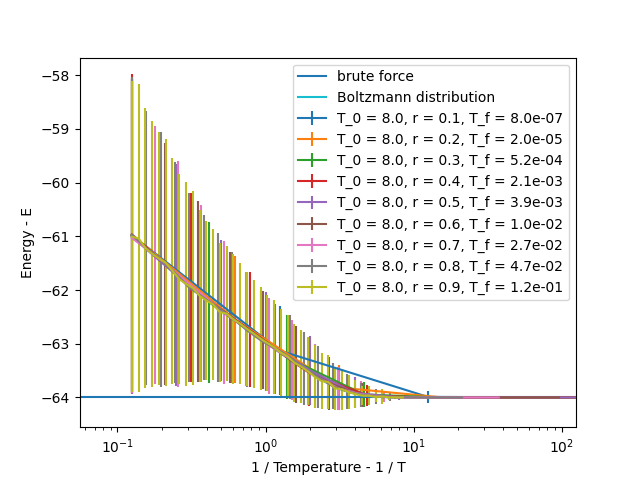 −58
−59
−60
−61
−62
−63
−64
Energy - E
brute force
Boltzmann distribution
T_0 = 8.0, r = 0.1, T_f = 8.0e-07
T_0 = 8.0, r = 0.2, T_f = 2.0e-05
T_0 = 8.0, r = 0.3, T_f = 5.2e-04
T_0 = 8.0, r = 0.4, T_f = 2.1e-03
T_0 = 8.0, r = 0.5, T_f = 3.9e-03
T_0 = 8.0, r = 0.6, T_f = 1.0e-02
T_0 = 8.0, r = 0.7, T_f = 2.7e-02
T_0 = 8.0, r = 0.8, T_f = 4.7e-02
T_0 = 8.0, r = 0.9, T_f = 1.2e-01
10⁻¹ 10⁰ 10¹ 10²
1 / Temperature - 1 / T